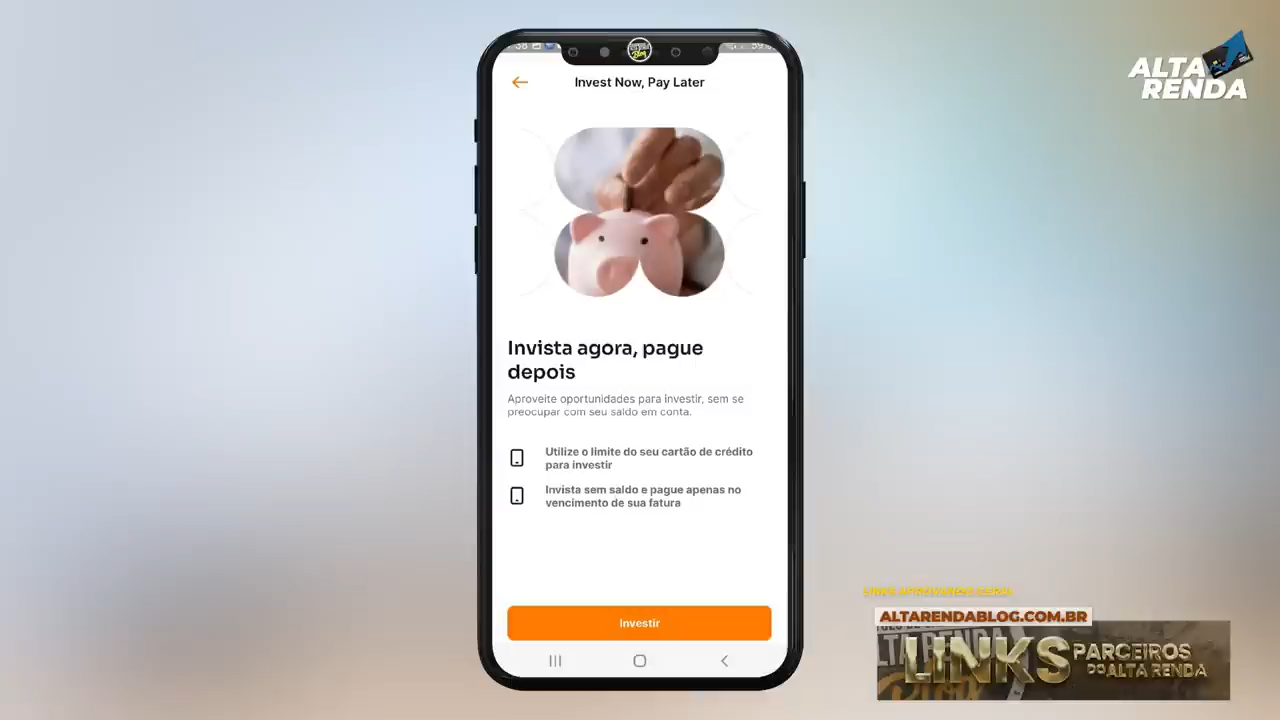 Invest Now, Pay Later
ALTA
RENDA
Invista agora, pague
depois
Aproveite oportunidades para investir, sem se
preocupar com seu saldo em conta.
Utilize o limite do seu cartão de crédito
para investir
Invista sem saldo e pague apenas no
vencimento de sua fatura
Investir
ALTARENDABLOG.COM.BR
LINKS PARCEIROS
DO ALTA RENDA